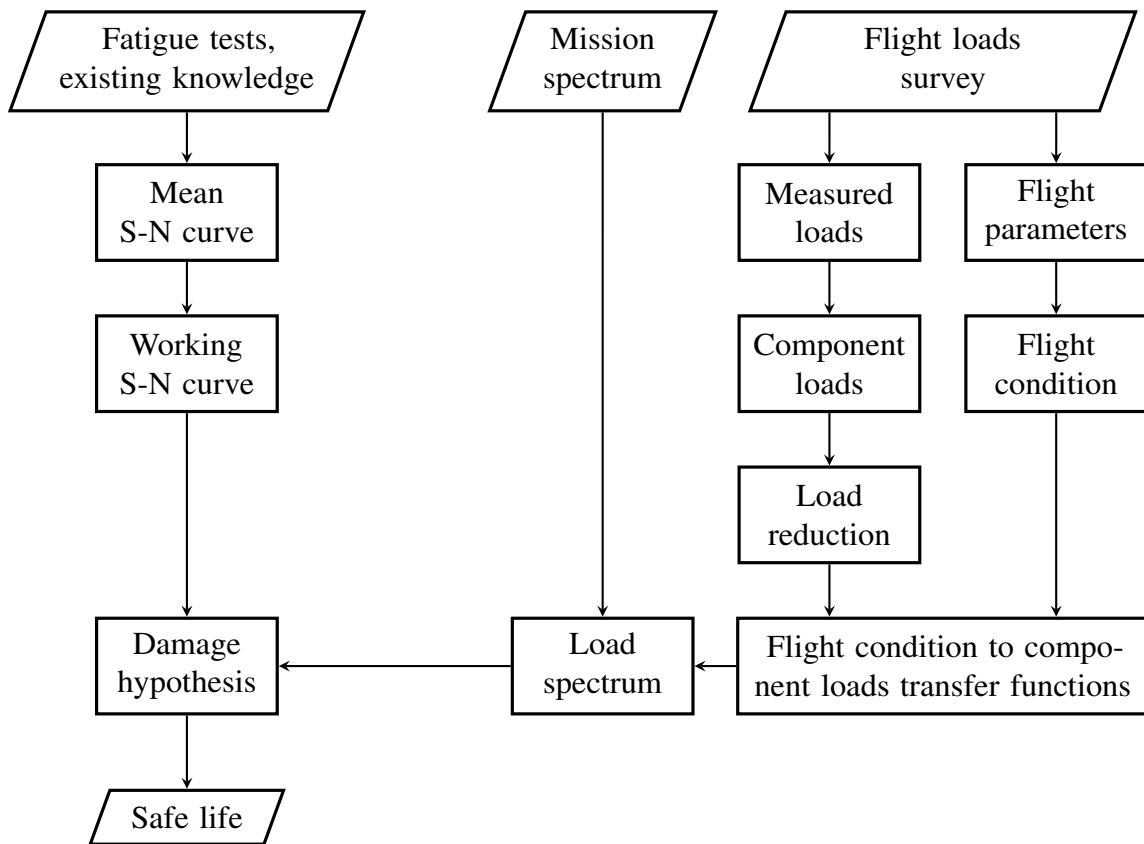 Fatigue tests,
existing knowledge
Mission
spectrum
Flight loads
survey
Mean
S-N curve
Measured
loads
Flight
parameters
Working
S-N curve
Component
loads
Flight
condition
Load
reduction
Damage
hypothesis
Load
spectrum
Flight condition to compo-
nent loads transfer functions
Safe life